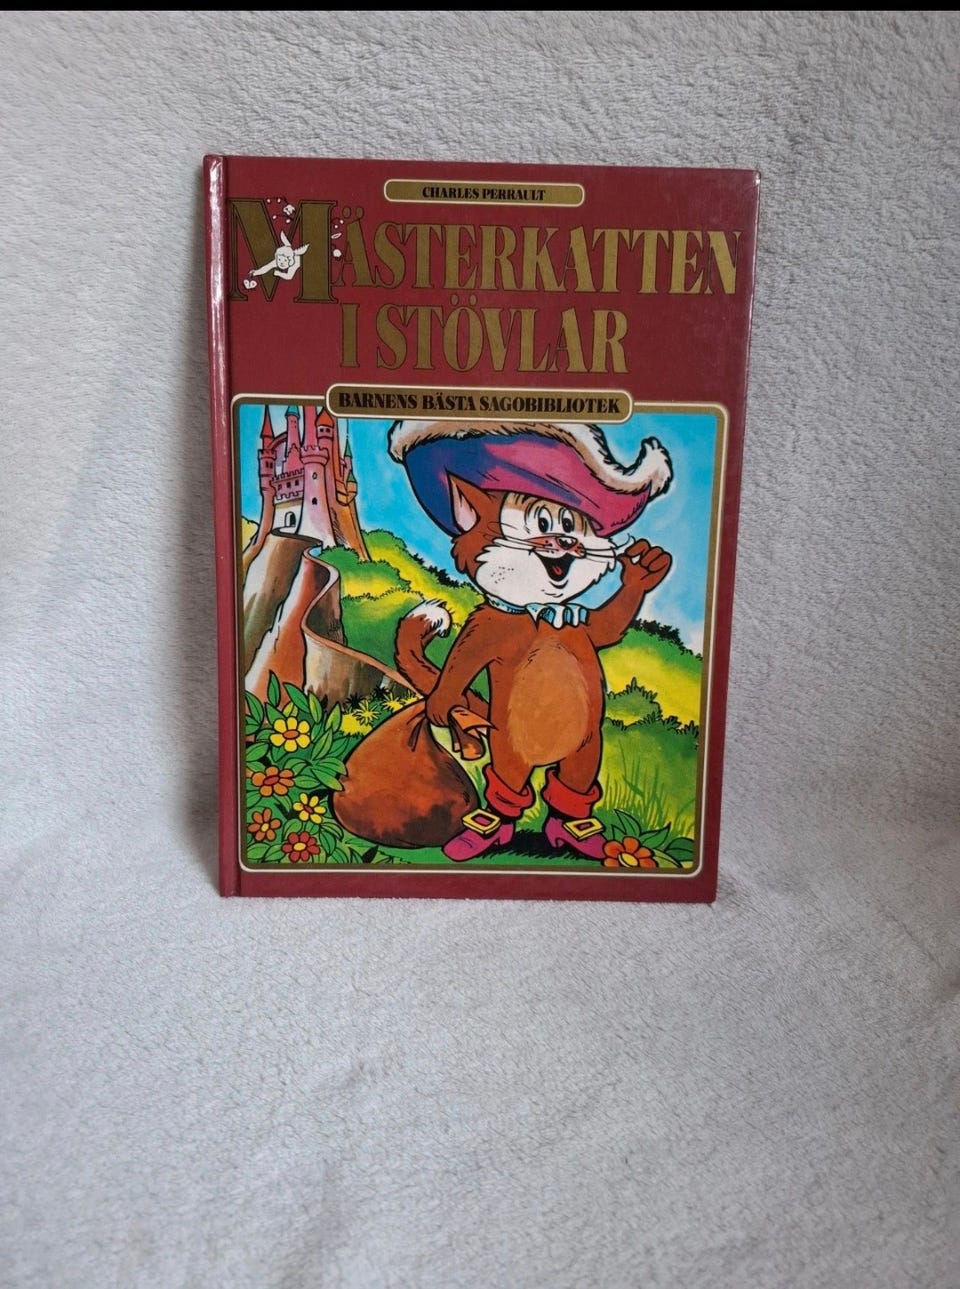 CHARLES PERRAULT
MÄSTERKATTEN
I STÖVLAR
BARNENS BÄSTA SAGOBIBLIOTEK